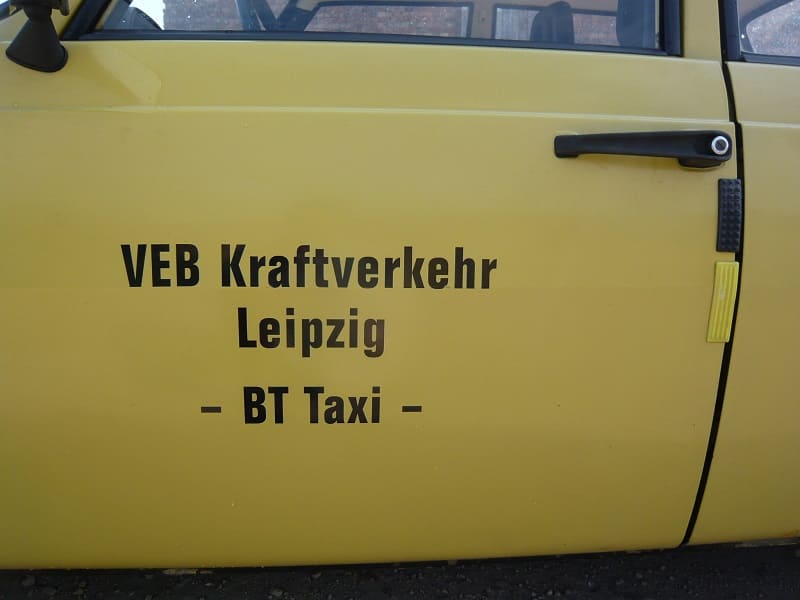 VEB Kraftverkehr
Leipzig
– BT Taxi –